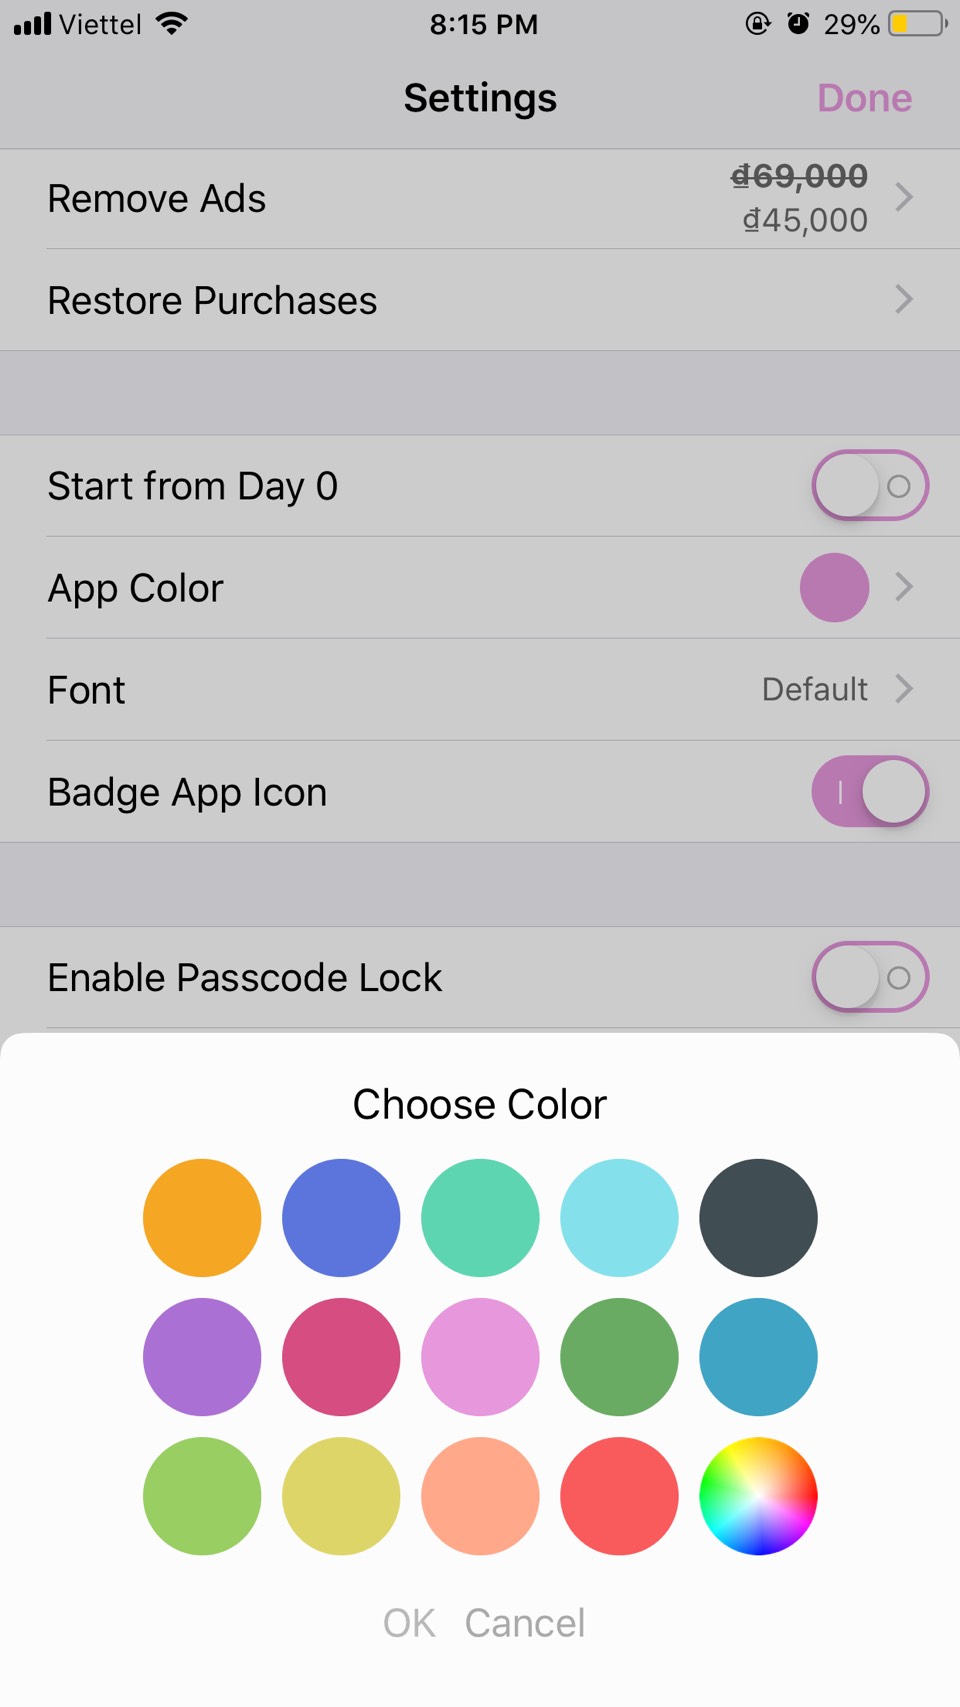 Viettel 8:15 PM 29%
Settings Done
Remove Ads ₫69,000
₫45,000
Restore Purchases
Start from Day 0
App Color
Font Default
Badge App Icon
Enable Passcode Lock
Choose Color
OK Cancel